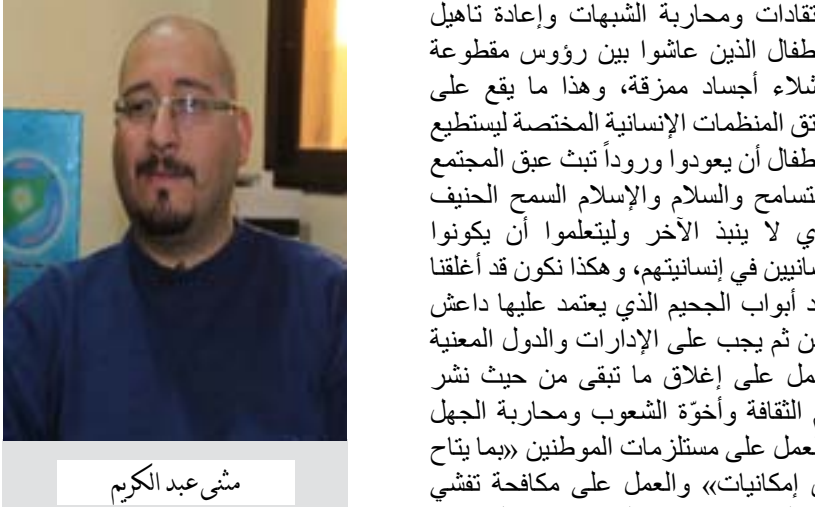 تقادات ومحاربة الشبهات وإعادة تاهيل
طفال الذين عاشوا بين رؤوس مقطوعة
شلاء أجساد ممزقة، وهذا ما يقع على
تق المنظمات الإنسانية المختصة ليستطيع
طفال أن يعودوا وروداً تبث عبق المجتمع
تسامح والسلام والإسلام السمح الحنيف
ي لا ينبذ الآخر وليتعلموا أن يكونوا
سانيين في إنسانيتهم، وهكذا نكون قد أغلقنا
د أبواب الجحيم الذي يعتمد عليها داعش
ن ثم يجب على الإدارات والدول المعنية
مل على إغلاق ما تبقى من حيث نشر
الثقافة وأخوّة الشعوب ومحاربة الجهل
لعمل على مستلزمات الموطنين «بما يتاح
إمكانيات» والعمل على مكافحة تفشي
مثنى عبد الكريم